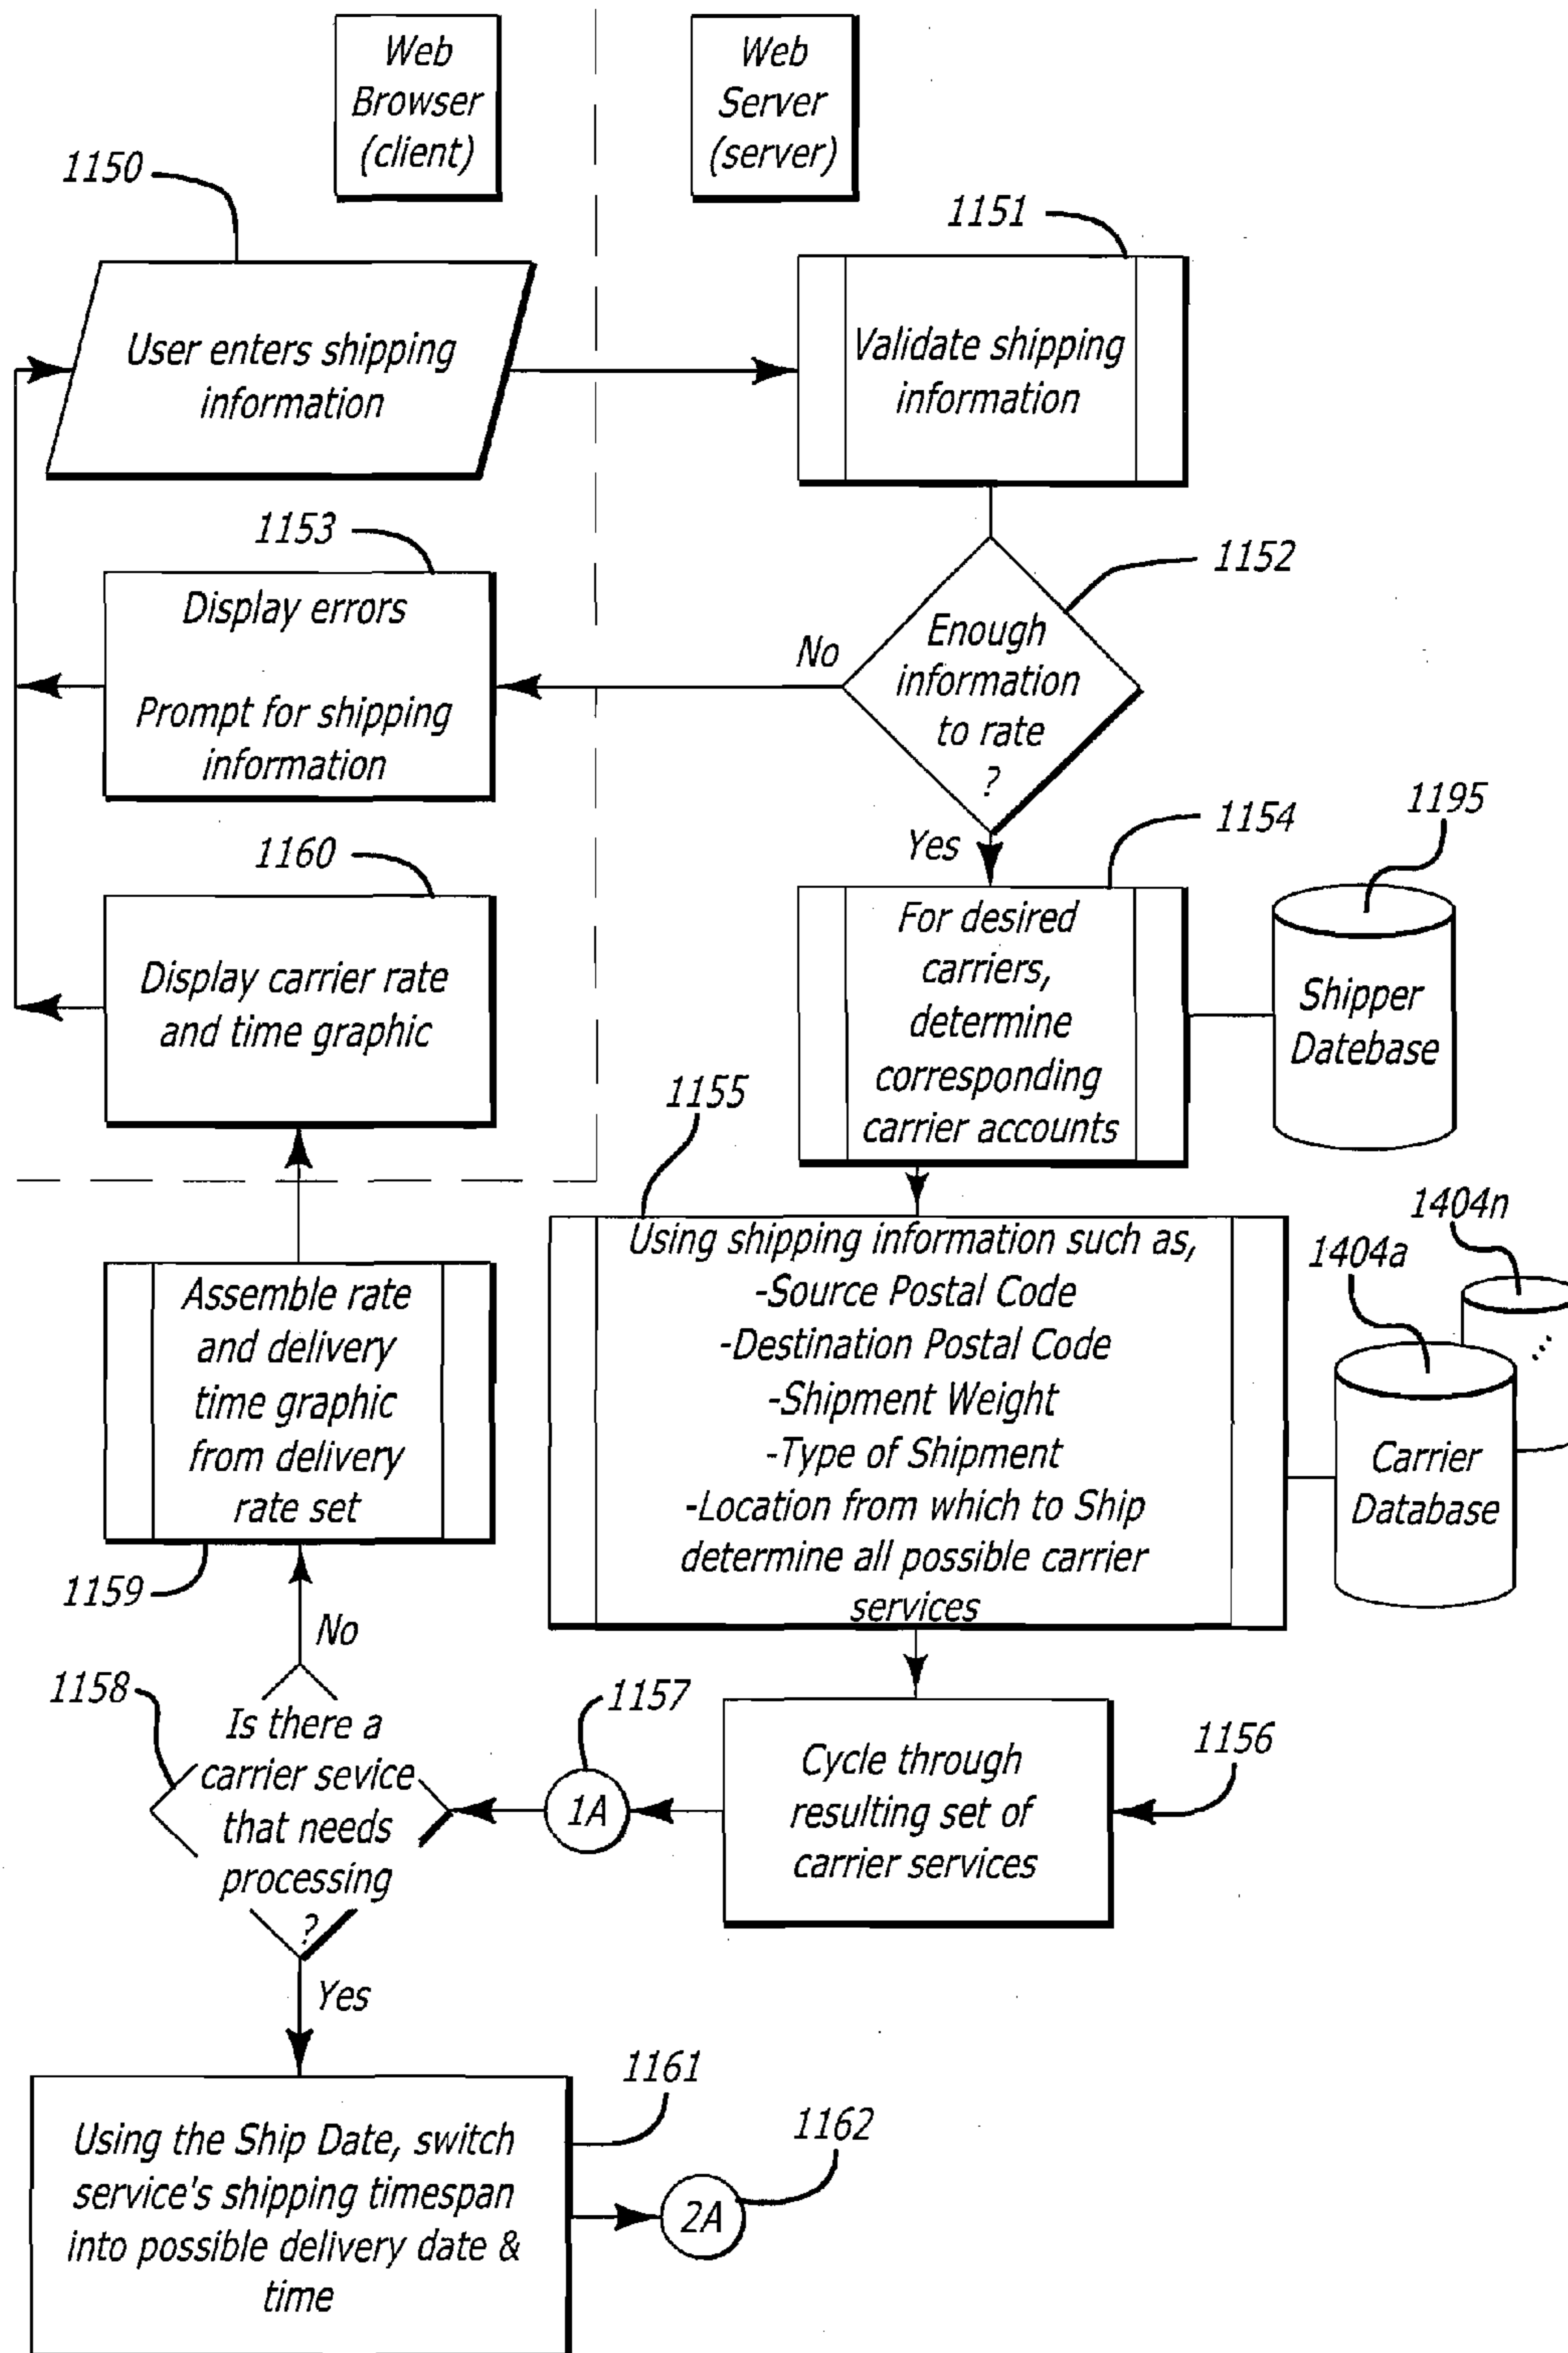 Web
Browser
(client)
Web
Server
(server)
1150
1151
User enters shipping
information
Validate shipping
information
1153
1152
Display errors
Prompt for shipping
information
No
Enough
information
to rate
?
Yes
1154
1195
1160
Display carrier rate
and time graphic
For desired
carriers,
determine
corresponding
carrier accounts
Shipper
Datebase
1155
1404n
1404a
Using shipping information such as,
-Source Postal Code
-Destination Postal Code
-Shipment Weight
-Type of Shipment
-Location from which to Ship
determine all possible carrier
services
Carrier
Database
Assemble rate
and delivery
time graphic
from delivery
rate set
1159
No
1158
Is there a
carrier sevice
that needs
processing
?
1157
1A
Cycle through
resulting set of
carrier services
1156
Yes
1161
Using the Ship Date, switch
service's shipping timespan
into possible delivery date &
time
1162
2A